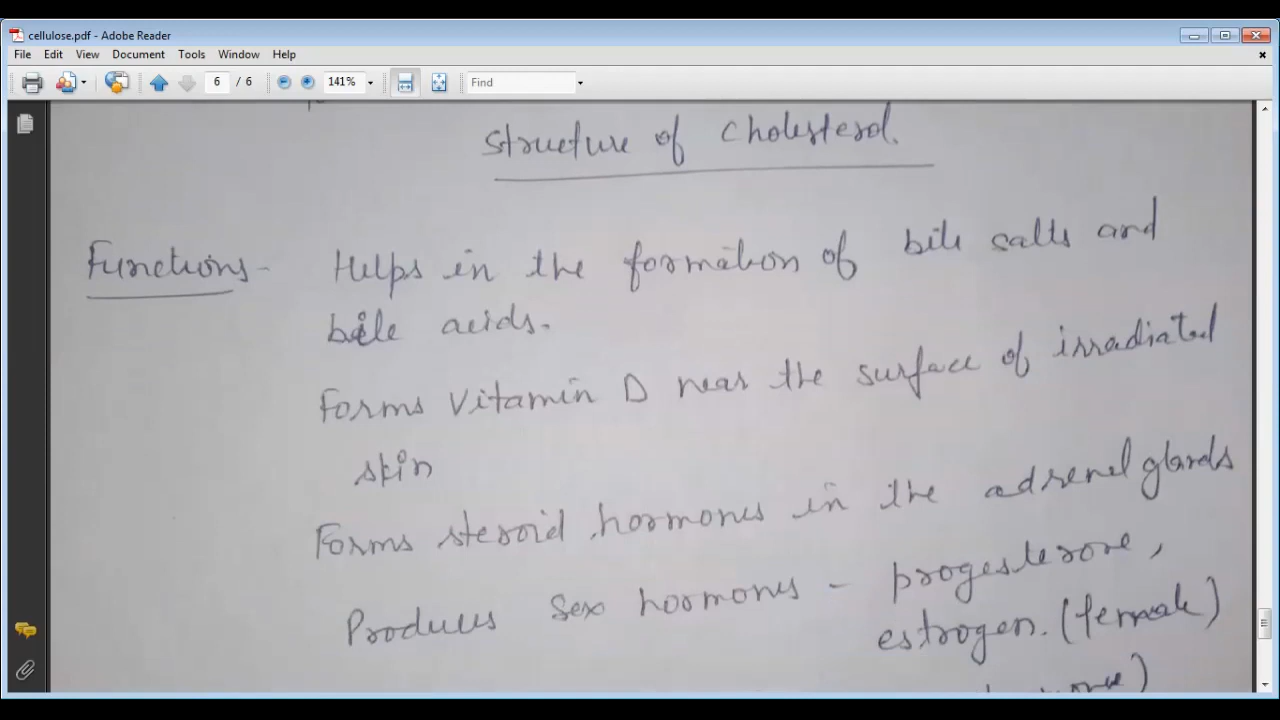 cellulose.pdf - Adobe Reader
File Edit View Document Tools Window Help
6 / 6 141% Find
Structure of Cholesterol.
Functions - Helps in the formation of bile salts and
bile acids.
Forms Vitamin D near the surface of irradiated
skin
Forms steroid hormones in the adrenel glands
Produces sex hormones - progesterone,
estrogen. (female)